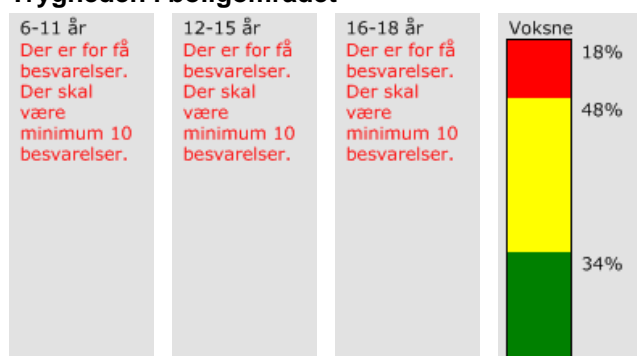 Trygheden i boligområdet
6-11 år
Der er for få
besvarelser.
Der skal
være
minimum 10
besvarelser.
12-15 år
Der er for få
besvarelser.
Der skal
være
minimum 10
besvarelser.
16-18 år
Der er for få
besvarelser.
Der skal
være
minimum 10
besvarelser.
Voksne
18%
48%
34%